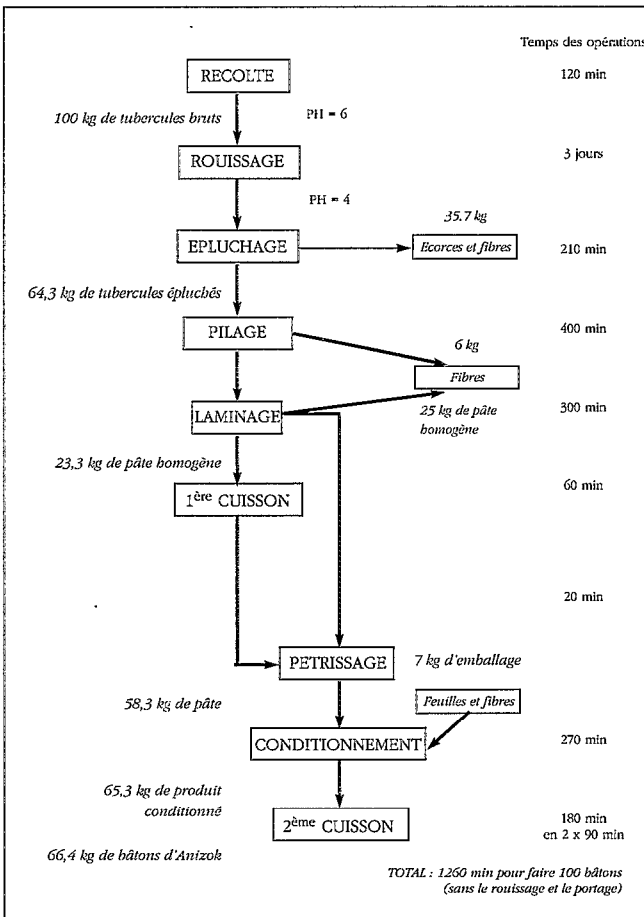 Temps des opérations
RECOLTE
120 min
100 kg de tubercules bruts
PH = 6
ROUISSAGE
3 jours
PH = 4
35.7 kg
EPLUCHAGE
Ecorces et fibres
210 min
64,3 kg de tubercules épluchés
PILAGE
400 min
6 kg
Fibres
LAMINAGE
25 kg de pâte
homogène
300 min
23,3 kg de pâte homogène
1ère CUISSON
60 min
20 min
PETRISSAGE
7 kg d'emballage
58,3 kg de pâte
Feuilles et fibres
CONDITIONNEMENT
270 min
65,3 kg de produit
conditionné
2ème CUISSON
180 min
en 2 x 90 min
66,4 kg de bâtons d'Anizok
TOTAL : 1260 min pour faire 100 bâtons
(sans le rouissage et le portage)